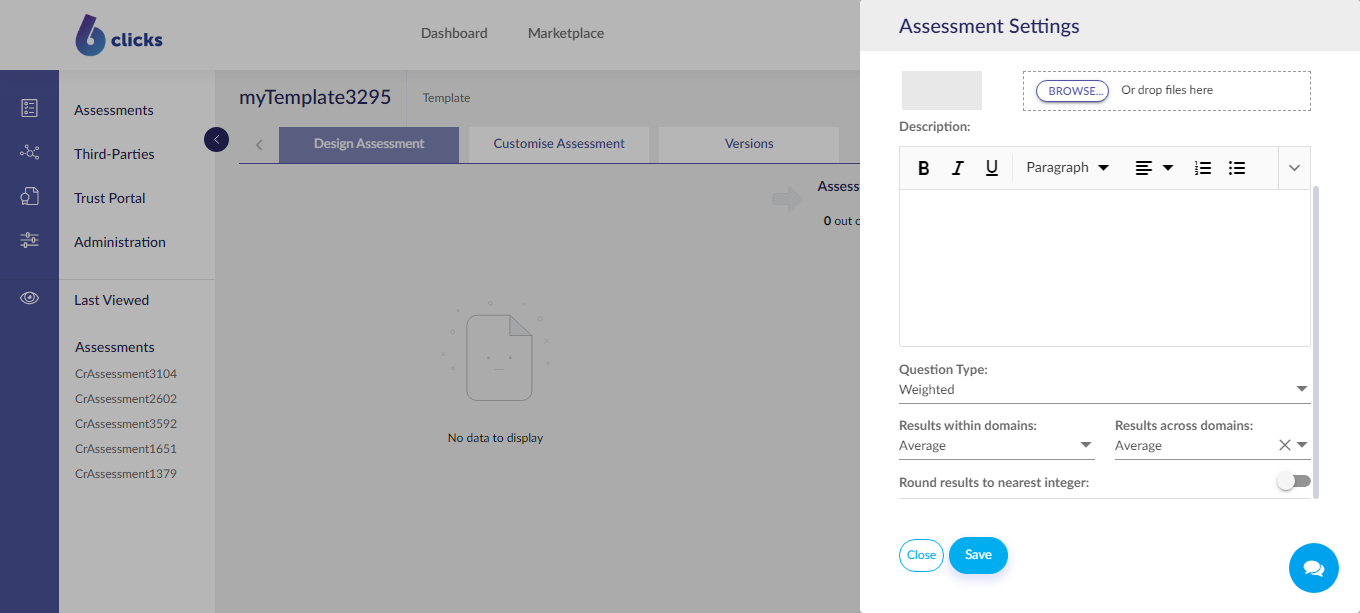 6 clicks
Dashboard
Marketplace
Assessments
Third-Parties
Trust Portal
Administration
Last Viewed
Assessments
CrAssessment3104
CrAssessment2602
CrAssessment3592
CrAssessment1651
CrAssessment1379
myTemplate3295
Template
Design Assessment
Customise Assessment
Versions
Assess
0 out o
No data to display
Assessment Settings
BROWSE...
Or drop files here
Description:
B I U Paragraph
Question Type:
Weighted
Results within domains:
Average
Results across domains:
Average
Round results to nearest integer:
Close
Save